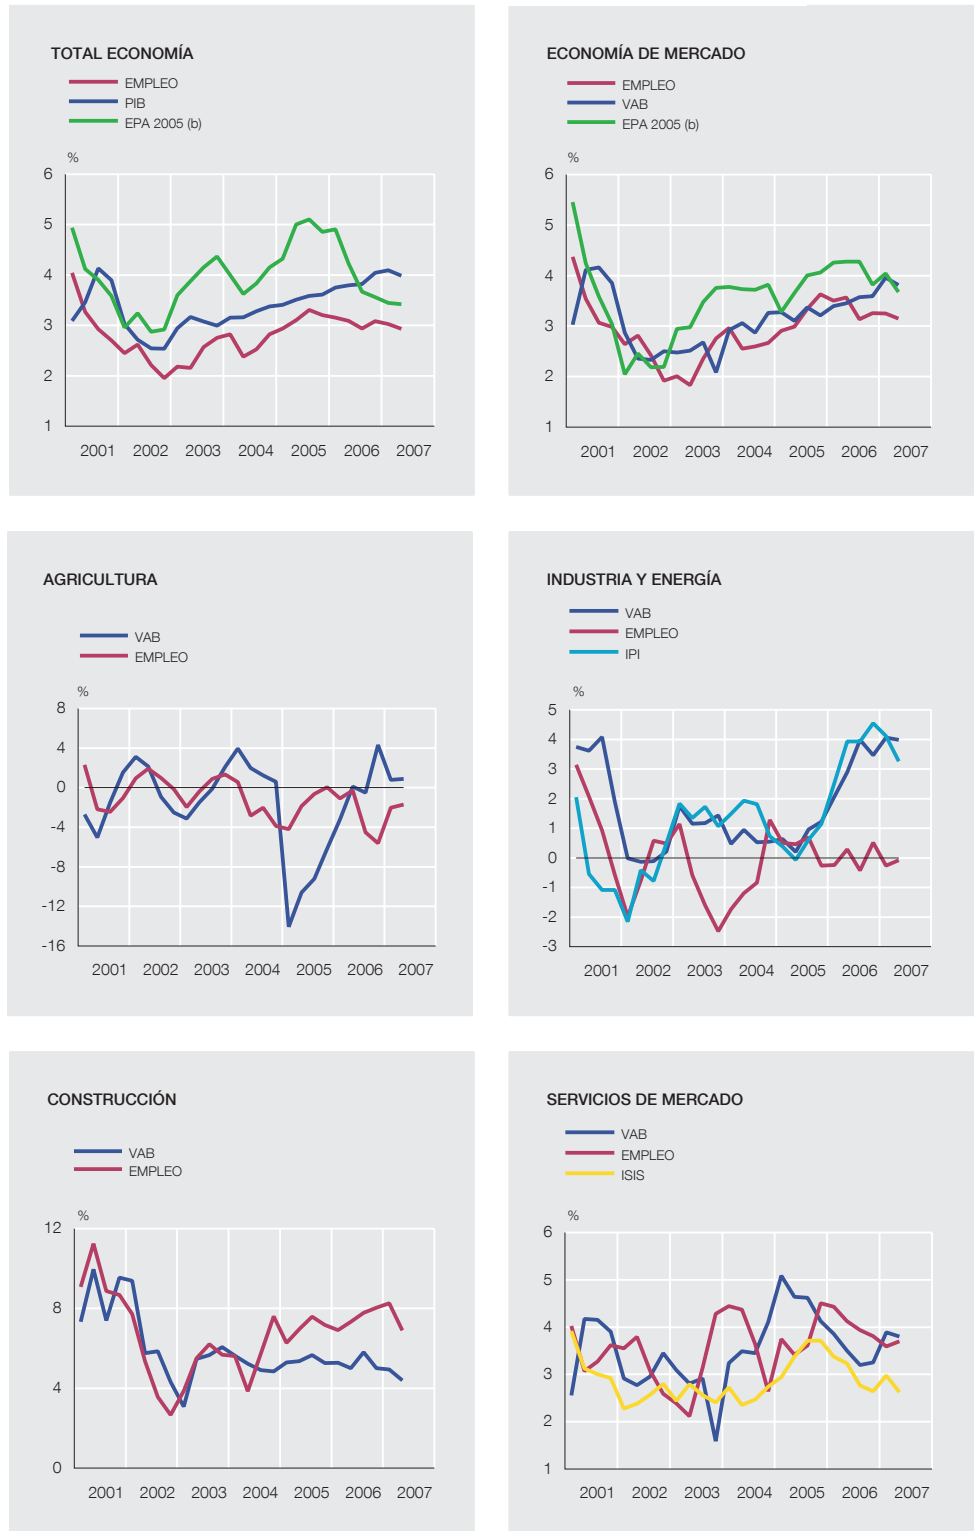 TOTAL ECONOMÍA
EMPLEO
PIB
EPA 2005 (b)
%
6
5
4
3
2
1
2001 2002 2003 2004 2005 2006 2007
ECONOMÍA DE MERCADO
EMPLEO
VAB
EPA 2005 (b)
%
6
5
4
3
2
1
2001 2002 2003 2004 2005 2006 2007
AGRICULTURA
VAB
EMPLEO
%
8
4
0
-4
-8
-12
-16
2001 2002 2003 2004 2005 2006 2007
INDUSTRIA Y ENERGÍA
VAB
EMPLEO
IPI
%
5
4
3
2
1
0
-1
-2
-3
2001 2002 2003 2004 2005 2006 2007
CONSTRUCCIÓN
VAB
EMPLEO
%
12
8
4
0
2001 2002 2003 2004 2005 2006 2007
SERVICIOS DE MERCADO
VAB
EMPLEO
ISIS
%
6
5
4
3
2
1
2001 2002 2003 2004 2005 2006 2007